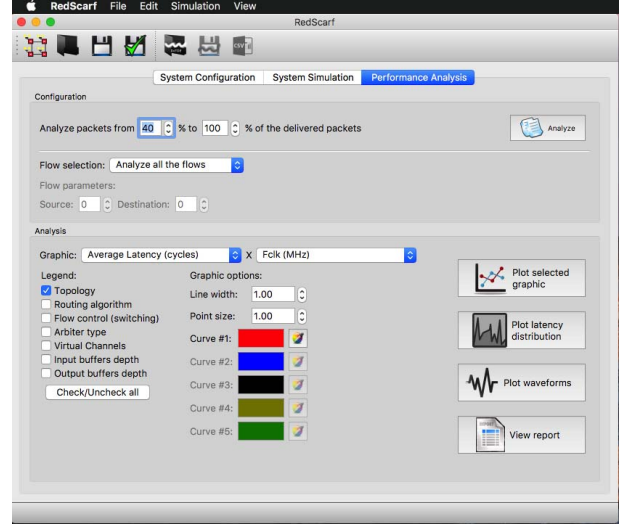 RedScarf File Edit Simulation View
RedScarf
System Configuration System Simulation Performance Analysis
Configuration
Analyze packets from 40 % to 100 % of the delivered packets
Analyze
Flow selection: Analyze all the flows
Flow parameters:
Source: 0 Destination: 0
Analysis
Graphic: Average Latency (cycles) X Fclk (MHz)
Legend:
Topology
Routing algorithm
Flow control (switching)
Arbiter type
Virtual Channels
Input buffers depth
Output buffers depth
Check/Uncheck all
Graphic options:
Line width: 1.00
Point size: 1.00
Curve #1:
Curve #2:
Curve #3:
Curve #4:
Curve #5:
Plot selected
graphic
Plot latency
distribution
Plot waveforms
View report